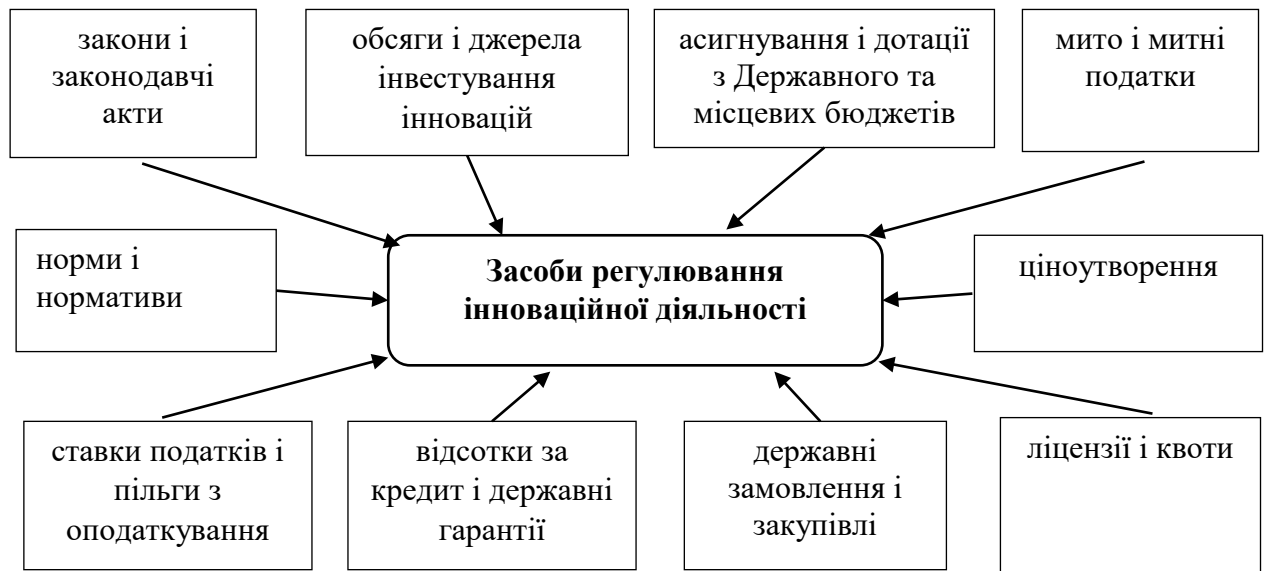 закони і
законодавчі
акти
обсяги і джерела
інвестування
інновацій
асигнування і дотації
з Державного та
місцевих бюджетів
мито і митні
податки
норми і
нормативи
Засоби регулювання
інноваційної діяльності
ціноутворення
ставки податків і
пільги з
оподаткування
відсотки за
кредит і державні
гарантії
державні
замовлення і
закупівлі
ліцензії і квоти